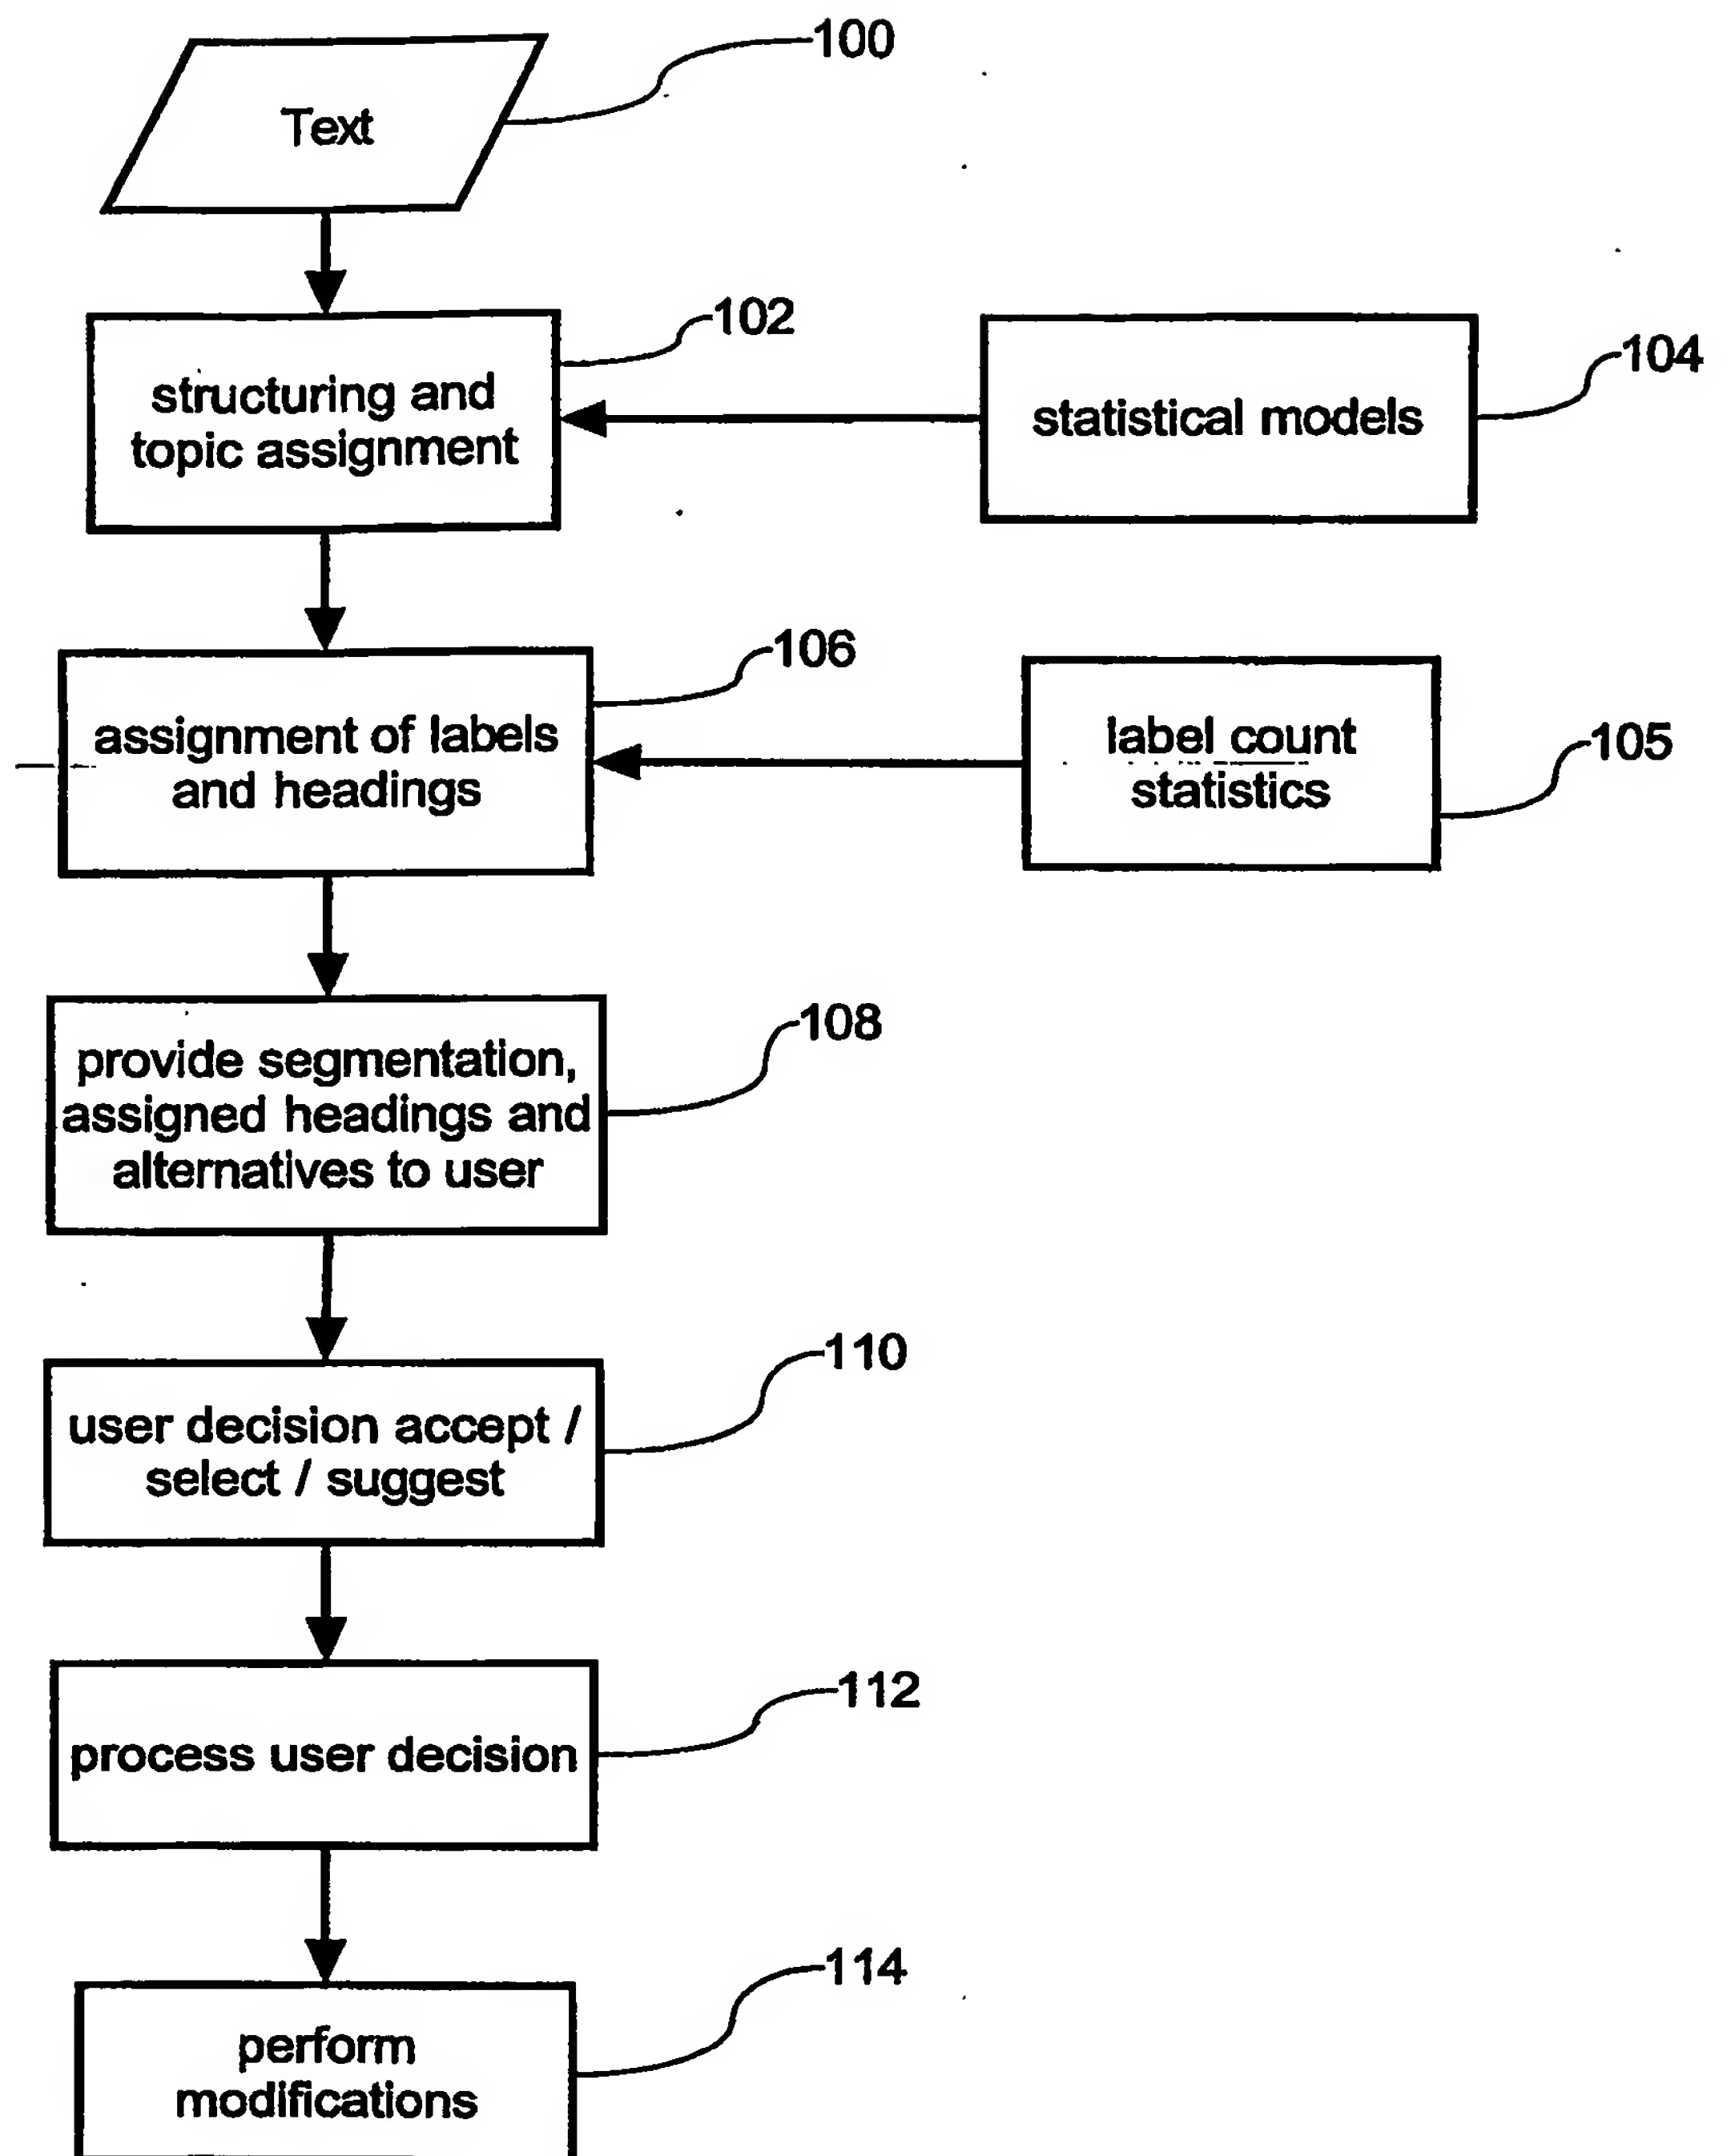 100
Text
102
structuring and
topic assignment
104
statistical models
106
assignment of labels
and headings
105
label count
statistics
108
provide segmentation,
assigned headings and
alternatives to user
110
user decision accept /
select / suggest
112
process user decision
114
perform
modifications